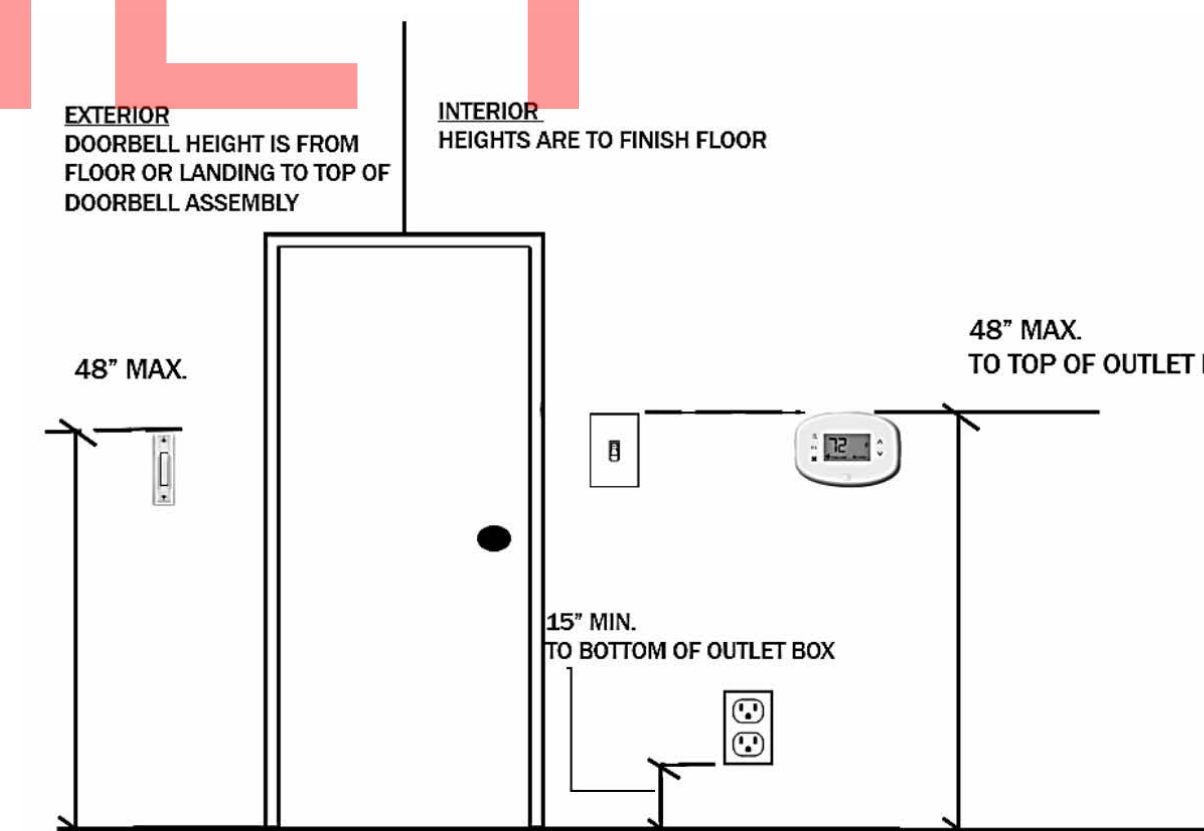 EXTERIOR
DOORBELL HEIGHT IS FROM
FLOOR OR LANDING TO TOP OF
DOORBELL ASSEMBLY
INTERIOR
HEIGHTS ARE TO FINISH FLOOR
48” MAX.
48” MAX.
TO TOP OF OUTLET
72
15” MIN.
TO BOTTOM OF OUTLET BOX